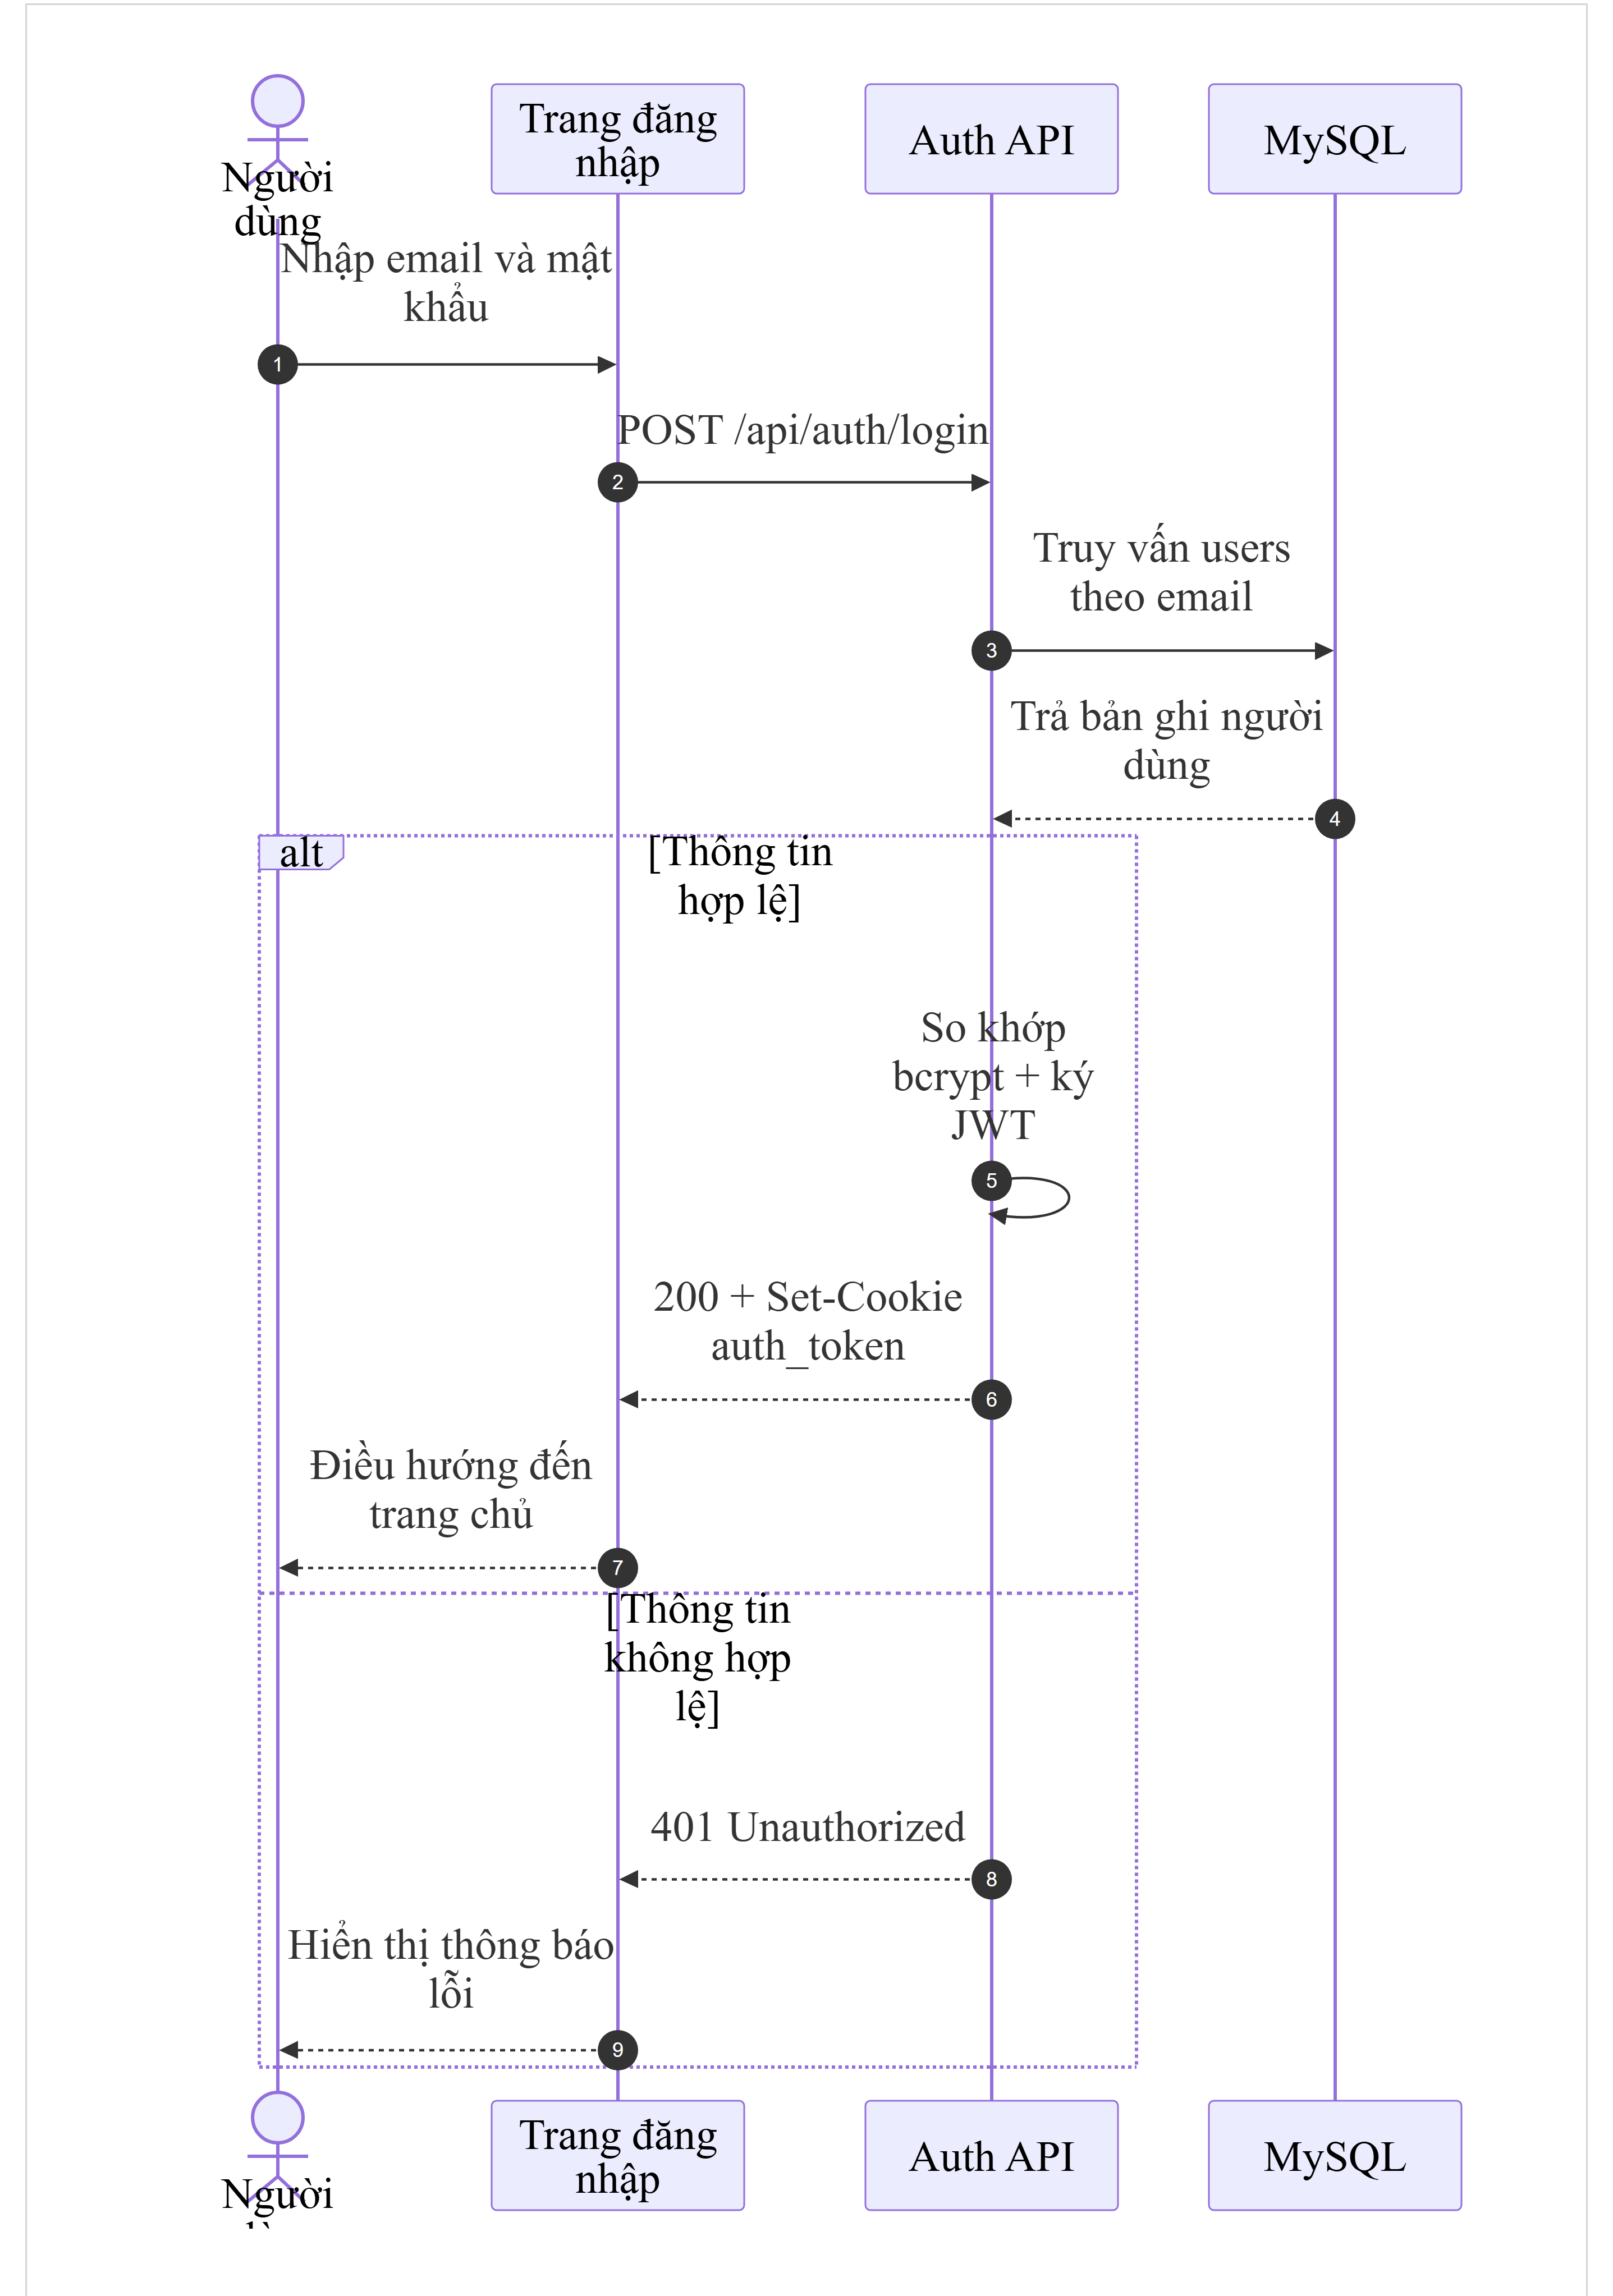 Người
dùng
Trang đăng
nhập
Auth API
MySQL
Nhập email và mật
khẩu
1
POST /api/auth/login
2
Truy vấn users
theo email
3
Trả bản ghi người
dùng
4
alt
[Thông tin
hợp lệ]
So khớp
bcrypt + ký
JWT
5
200 + Set-Cookie
auth_token
6
Điều hướng đến
trang chủ
7
[Thông tin
không hợp
lệ]
401 Unauthorized
8
Hiển thị thông báo
lỗi
9
Người
Trang đăng
nhập
Auth API
MySQL